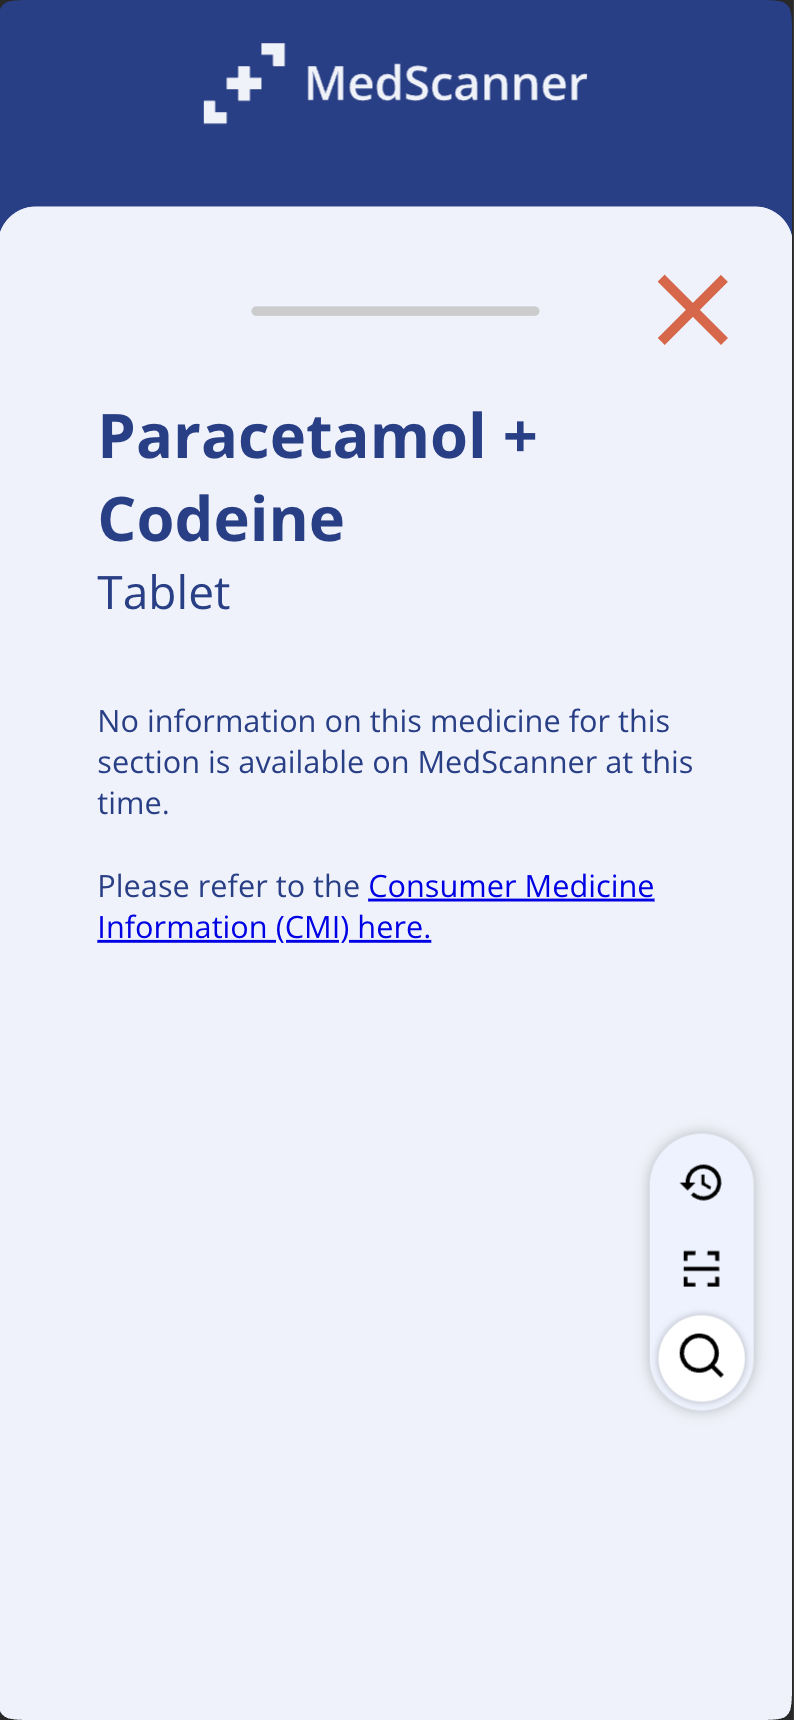 MedScanner
Paracetamol +
Codeine
Tablet
No information on this medicine for this
section is available on MedScanner at this
time.
Please refer to the Consumer Medicine
Information (CMI) here.